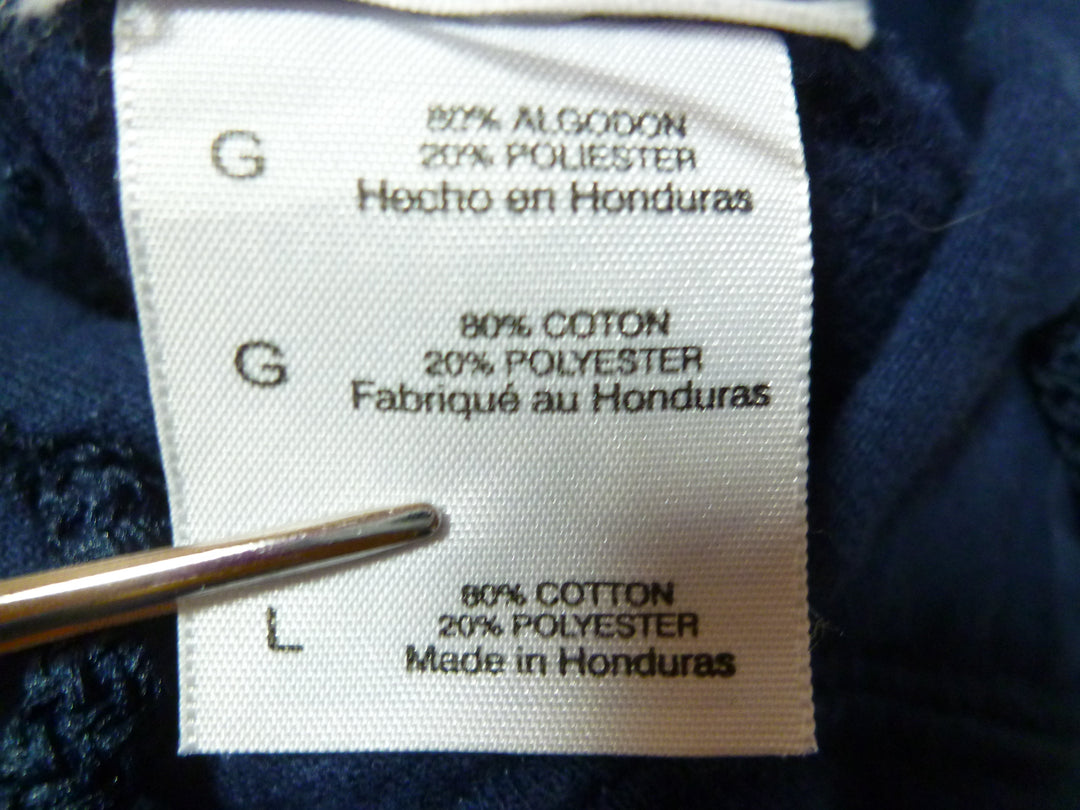 G
80% ALGODON
20% POLIESTER
Hecho en Honduras
G
80% COTON
20% POLYESTER
Fabriqué au Honduras
L
80% COTTON
20% POLYESTER
Made in Honduras